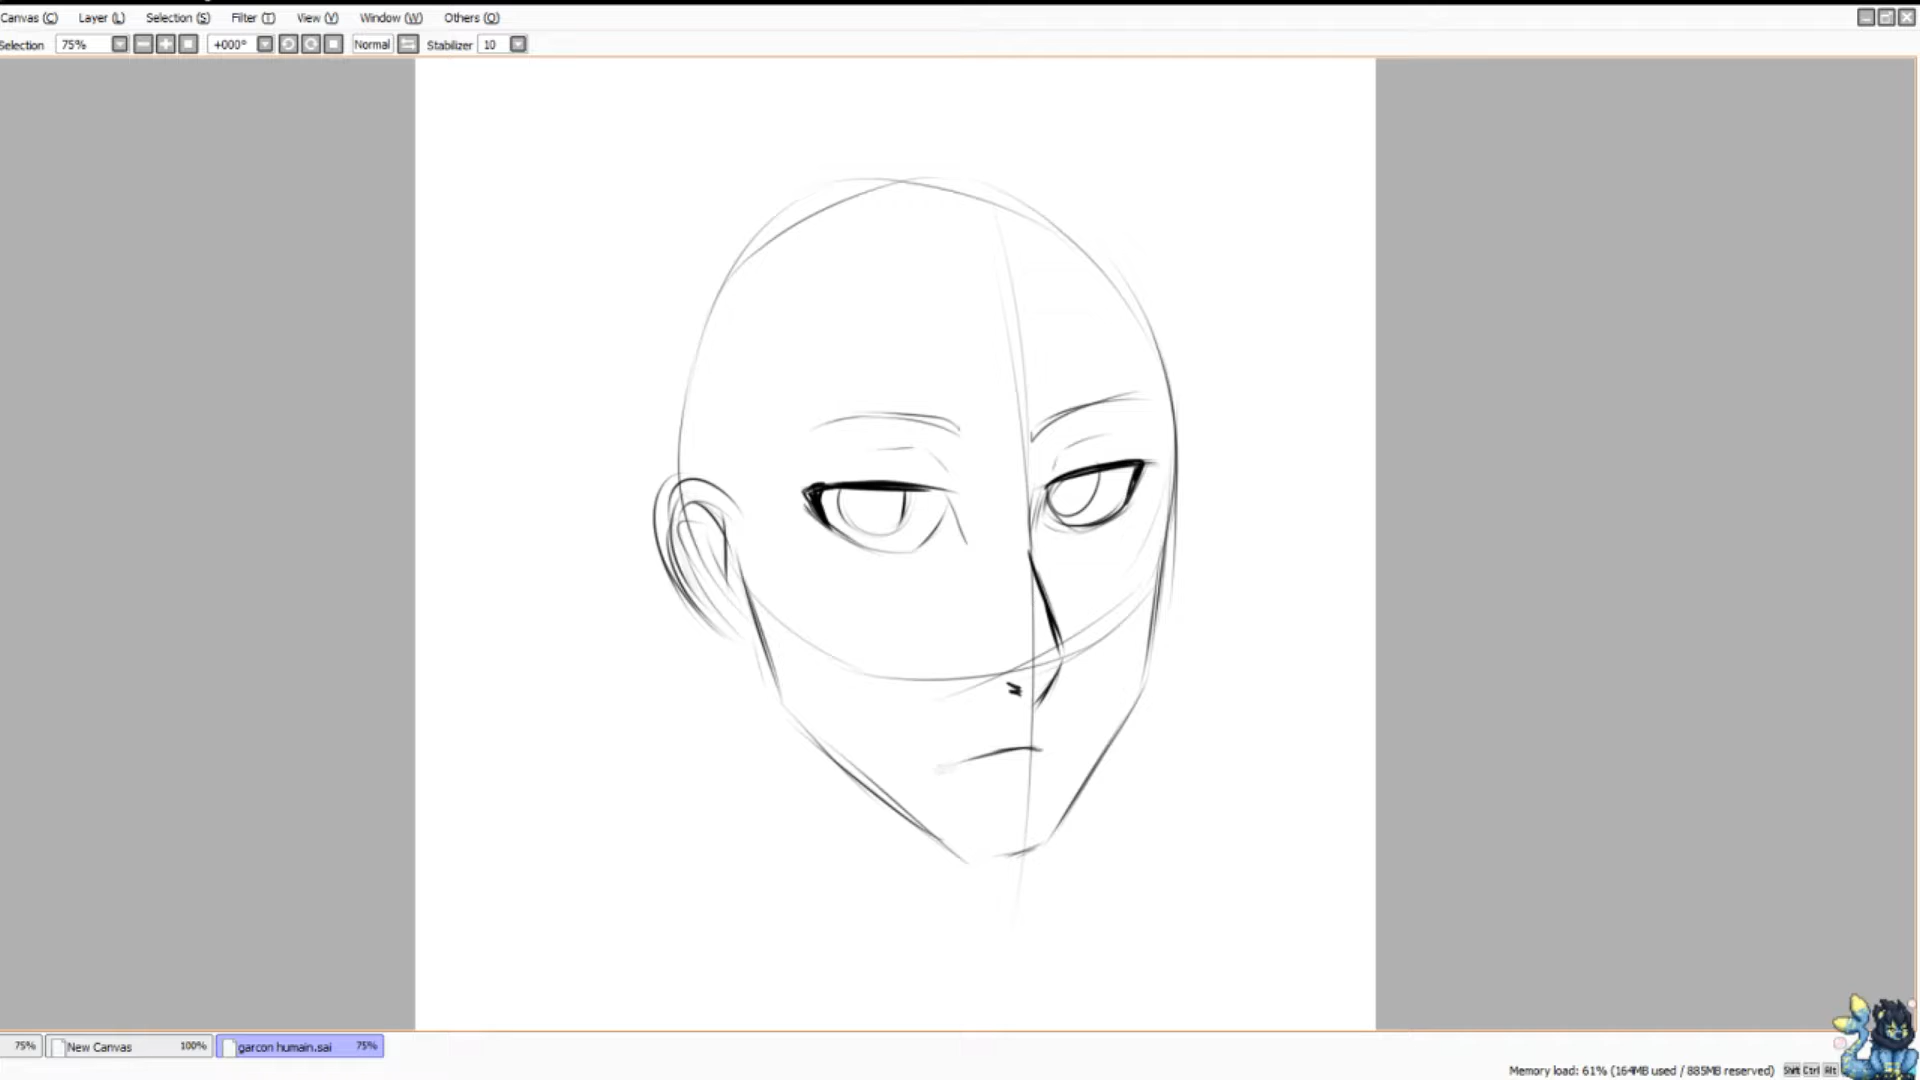 Canvas (C) Layer (L) Selection (S) Filter (T) View (V) Window (W) Others (O)
Selection 75% +000° Normal Stabilizer 10
75% New Canvas 100% garcon humain.sai 75%
Memory load: 61% (164MB used / 885MB reserved) Shft Ctrl Alt